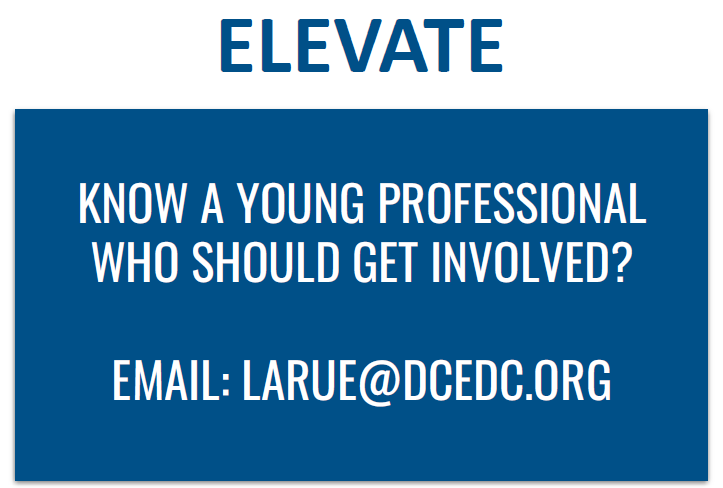 ELEVATE
KNOW A YOUNG PROFESSIONAL
WHO SHOULD GET INVOLVED?
EMAIL: LARUE@DCEDC.ORG